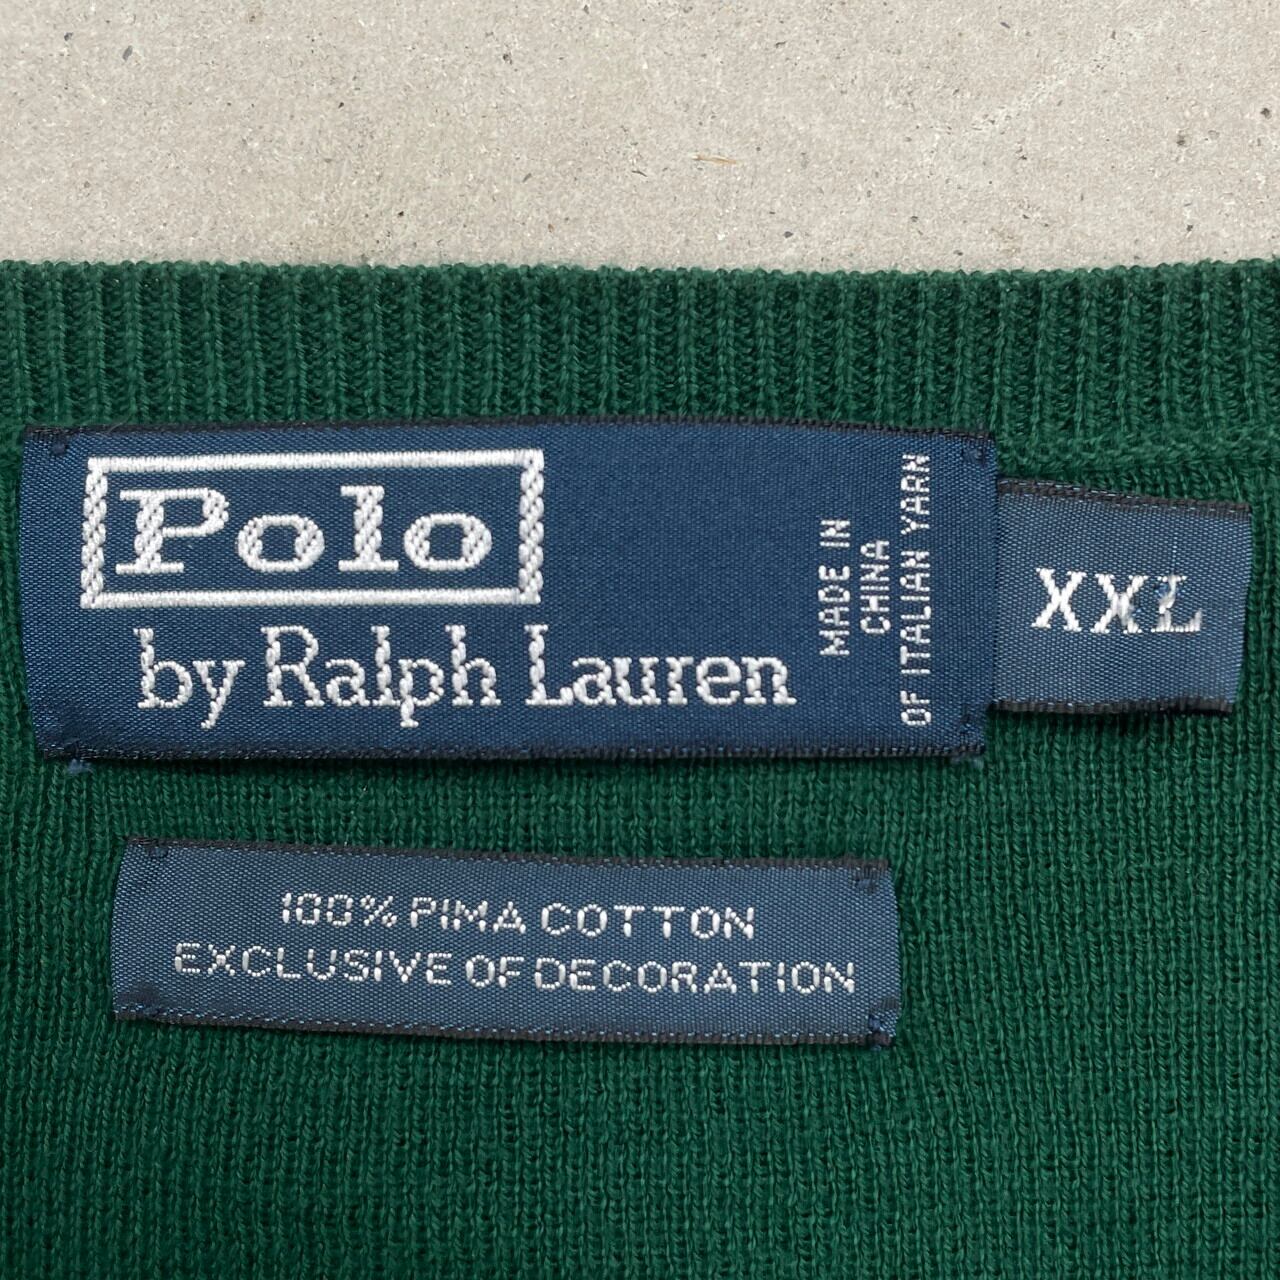 Polo
by Ralph Lauren
MADE IN
CHINA
OF ITALIAN YARN
XXL
100% PIMA COTTON
EXCLUSIVE OF DECORATION